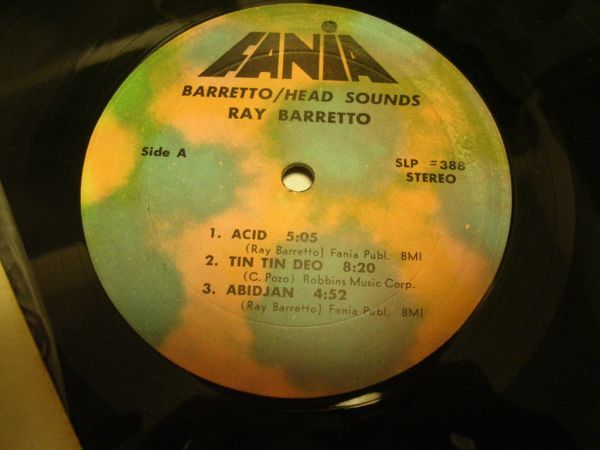 FANIA
BARRETTO/HEAD SOUNDS
RAY BARRETTO
Side A
SLP #388
STEREO
1. ACID 5:05
(Ray Barretto) Fania Publ. BMI
2. TIN TIN DEO 8:20
(C. Pozo) Robbins Music Corp.
3. ABIDJAN 4:52
(Ray Barretto) Fania Publ. BMI